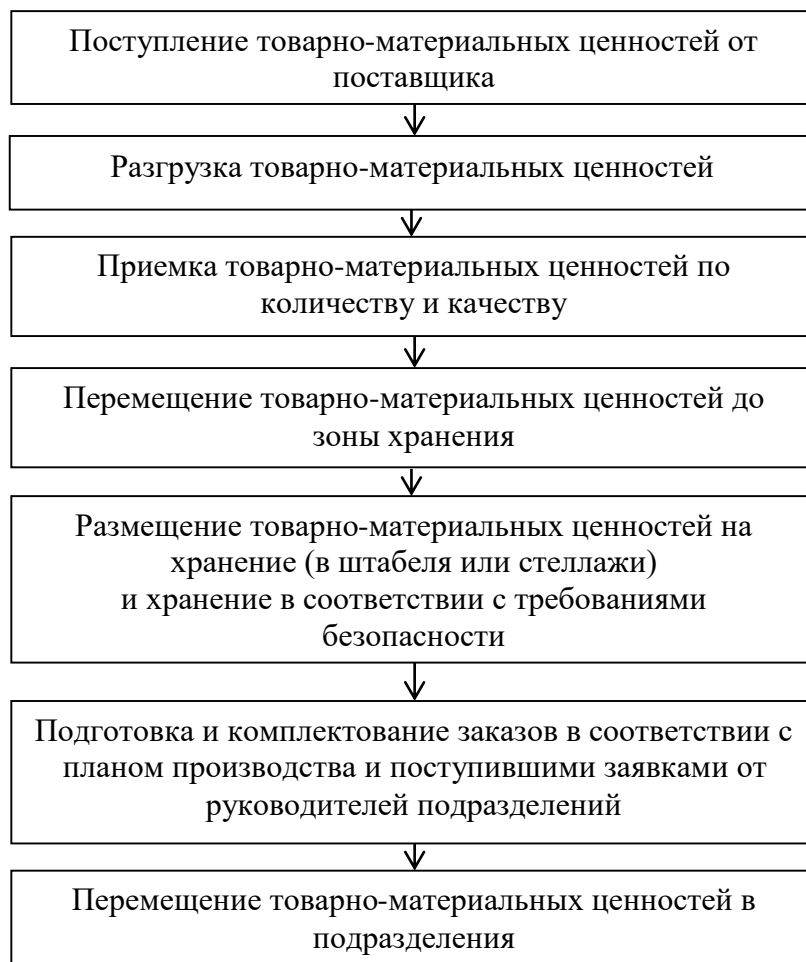 Поступление товарно-материальных ценностей от
поставщика
Разгрузка товарно-материальных ценностей
Приемка товарно-материальных ценностей по
количеству и качеству
Перемещение товарно-материальных ценностей до
зоны хранения
Размещение товарно-материальных ценностей на
хранение (в штабеля или стеллажи)
и хранение в соответствии с требованиями
безопасности
Подготовка и комплектование заказов в соответствии с
планом производства и поступившими заявками от
руководителей подразделений
Перемещение товарно-материальных ценностей в
подразделения